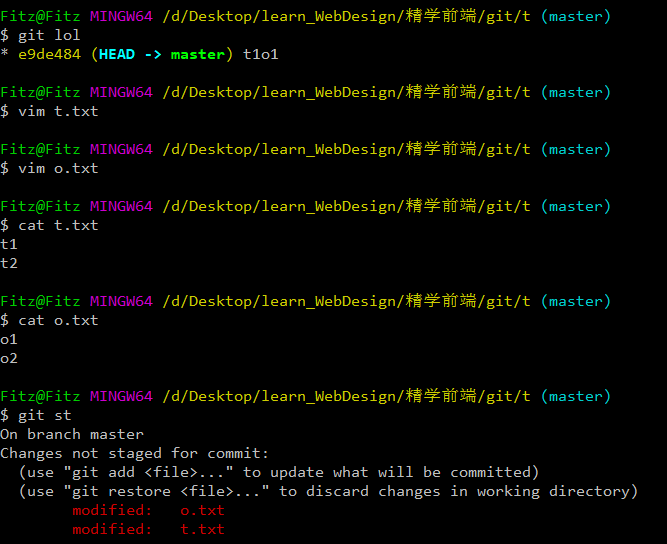 Fitz@Fitz MINGW64 /d/Desktop/learn_WebDesign/精学前端/git/t (master)
$ git lol
* e9de484 (HEAD -> master) t1o1
Fitz@Fitz MINGW64 /d/Desktop/learn_WebDesign/精学前端/git/t (master)
$ vim t.txt
Fitz@Fitz MINGW64 /d/Desktop/learn_WebDesign/精学前端/git/t (master)
$ vim o.txt
Fitz@Fitz MINGW64 /d/Desktop/learn_WebDesign/精学前端/git/t (master)
$ cat t.txt
t1
t2
Fitz@Fitz MINGW64 /d/Desktop/learn_WebDesign/精学前端/git/t (master)
$ cat o.txt
o1
o2
Fitz@Fitz MINGW64 /d/Desktop/learn_WebDesign/精学前端/git/t (master)
$ git st
On branch master
Changes not staged for commit:
  (use "git add <file>..." to update what will be committed)
  (use "git restore <file>..." to discard changes in working directory)
        modified:   o.txt
        modified:   t.txt